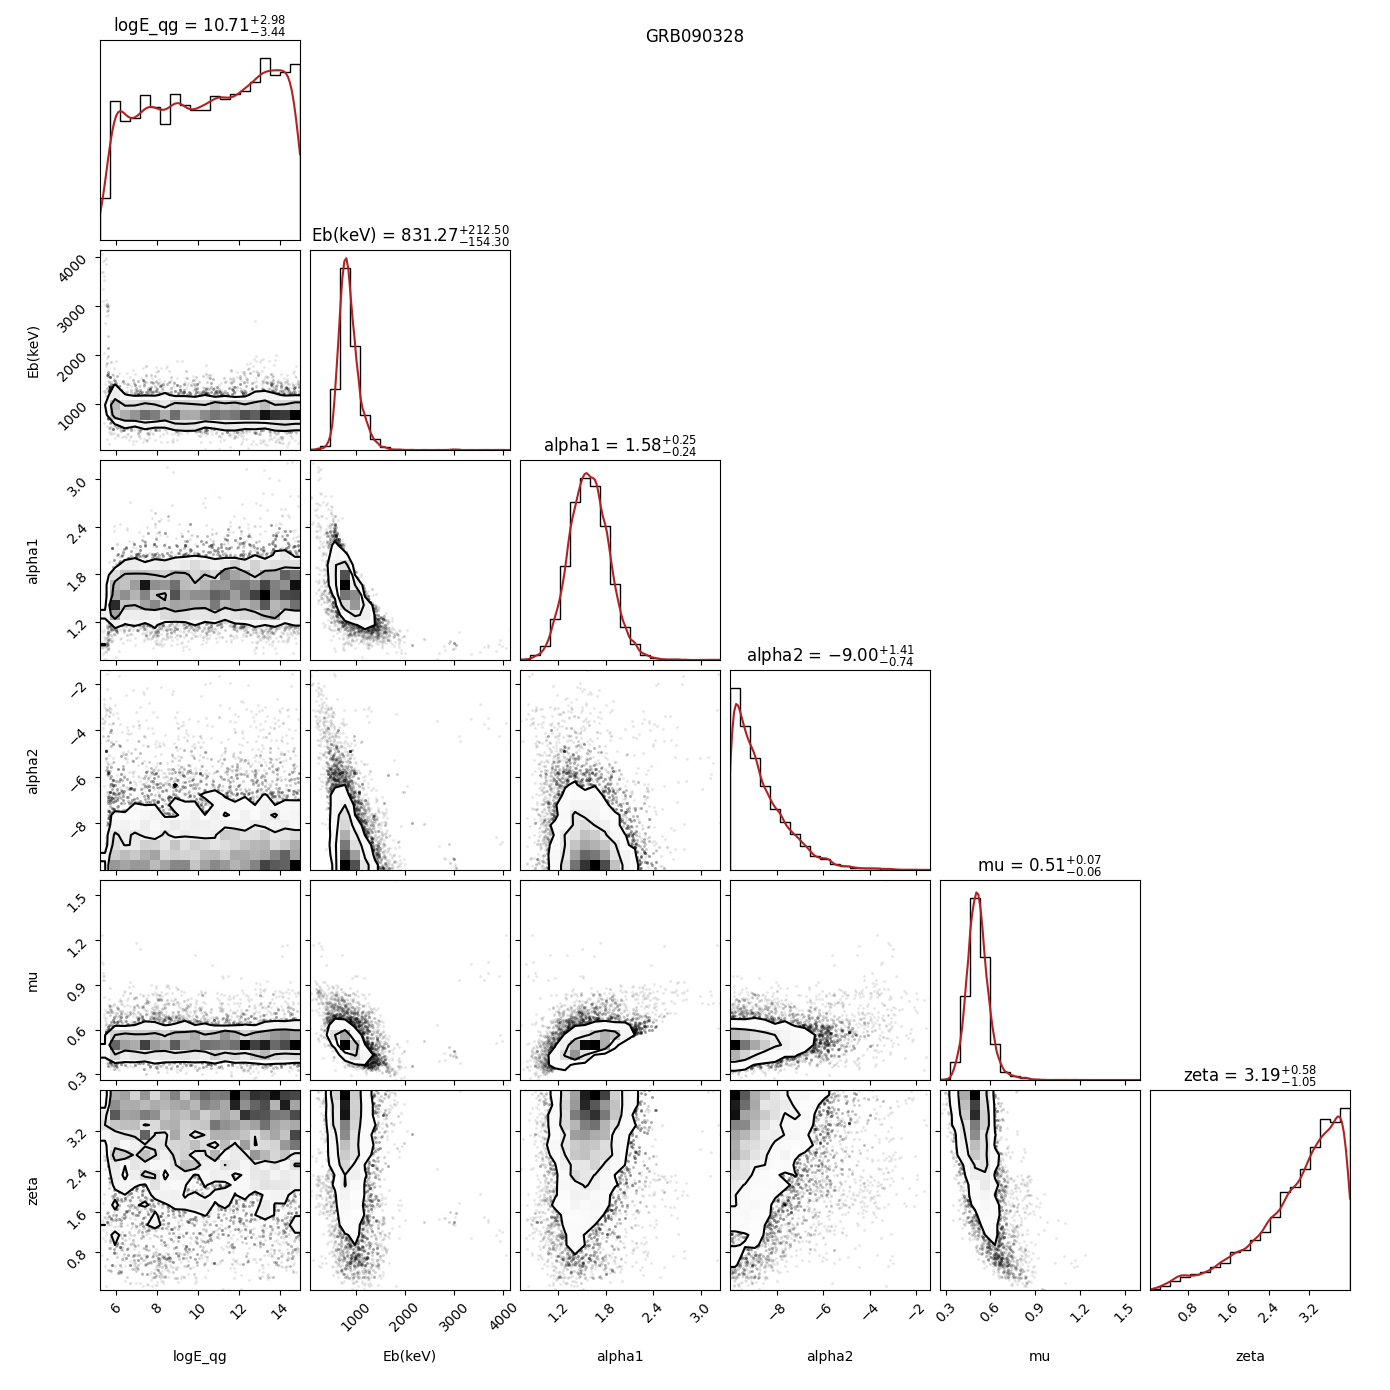 GRB090328
logE_qg = 10.71 +2.98 −3.44
Eb(keV) = 831.27 +212.50 −154.30
4000
3000
2000
1000
Eb(keV)
alpha1 = 1.58 +0.25 −0.24
3.0
2.4
1.8
1.2
alpha1
alpha2 = −9.00 +1.41 −0.74
−2
−4
−6
−8
alpha2
mu = 0.51 +0.07 −0.06
1.5
1.2
0.9
0.6
0.3
mu
zeta = 3.19 +0.58 −1.05
3.2
2.4
1.6
0.8
zeta
6 8 10 12 14
1000 2000 3000 4000
1.2 1.8 2.4 3.0
−8 −6 −4 −2
0.3 0.6 0.9 1.2 1.5
0.8 1.6 2.4 3.2
logE_qg Eb(keV) alpha1 alpha2 mu zeta